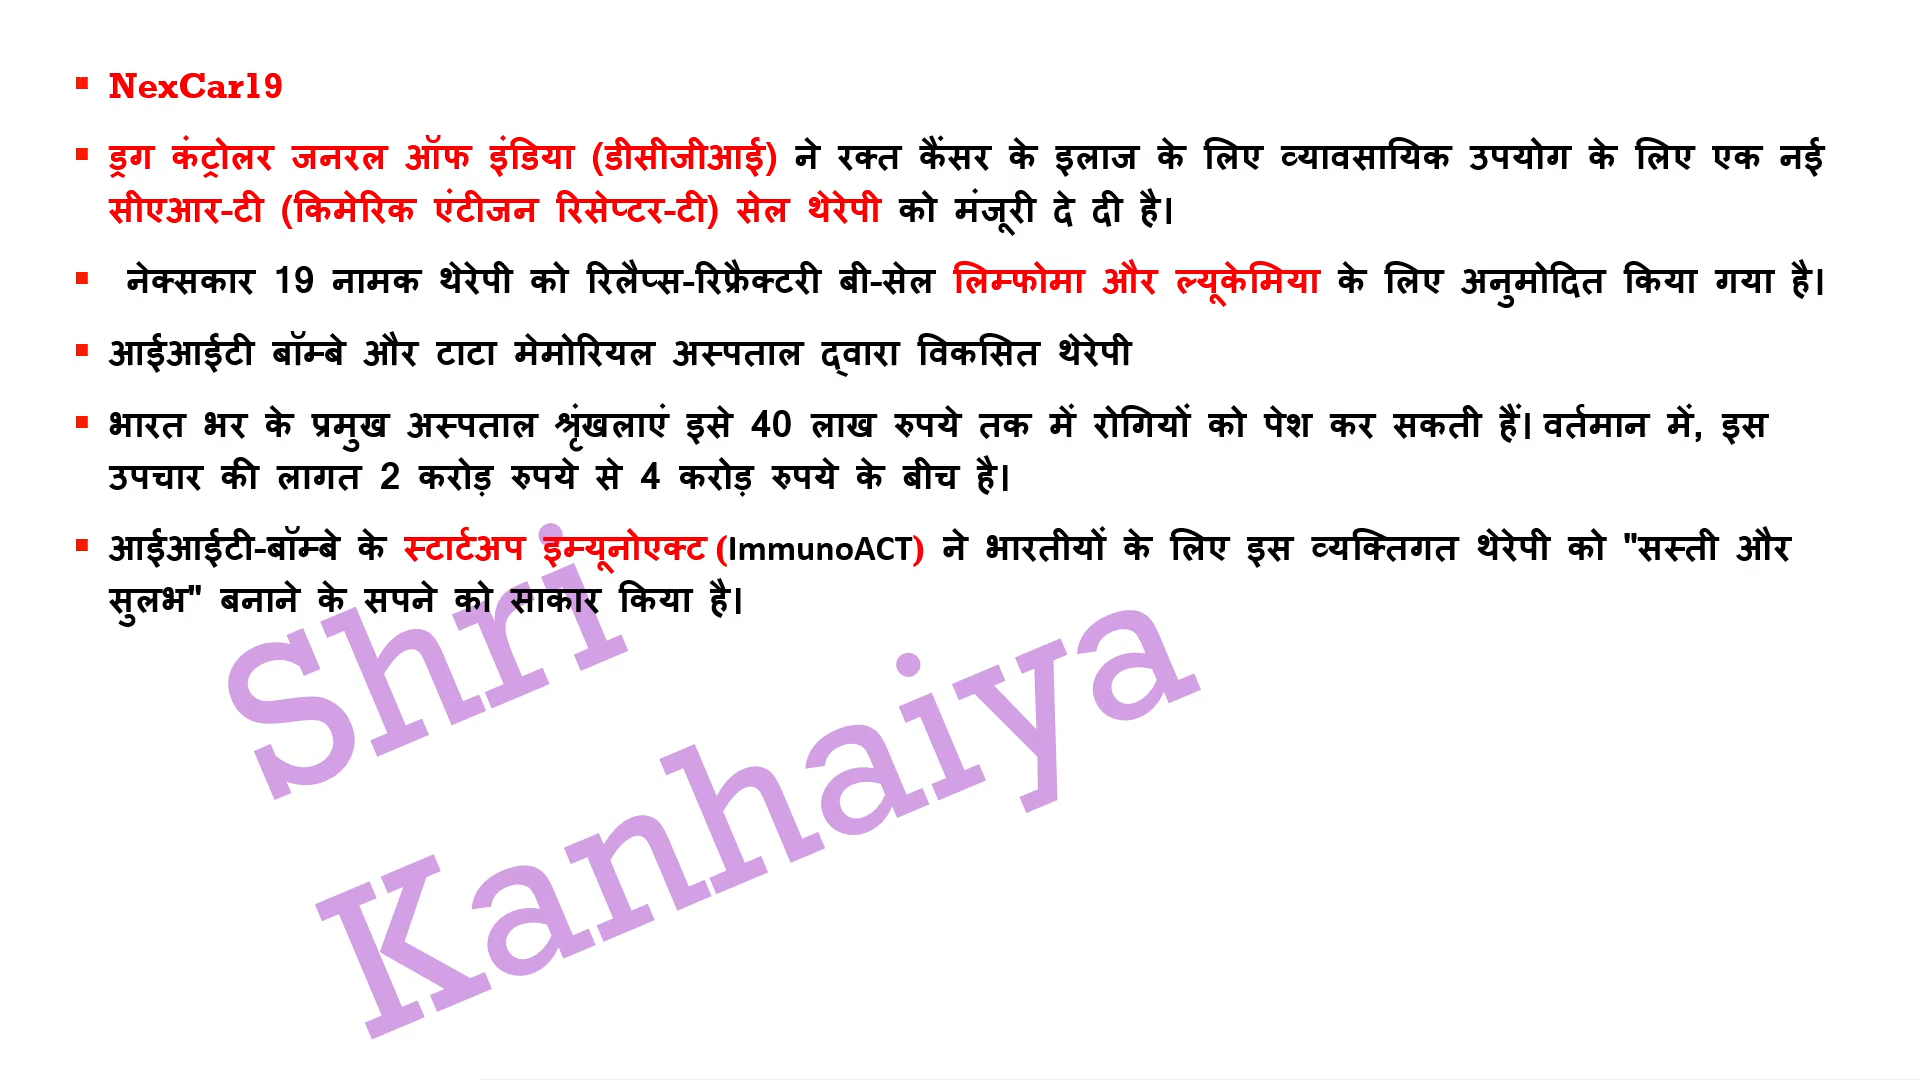 NexCar19
ड्रग कंट्रोलर जनरल ऑफ इंडिया (डीसीजीआई) ने रक्त कैंसर के इलाज के लिए व्यावसायिक उपयोग के लिए एक नई
सीएआर-टी (किमेरिक एंटीजन रिसेप्टर-टी) सेल थेरेपी को मंजूरी दे दी है।
नेक्सकार 19 नामक थेरेपी को रिलैप्स-रिफ्रैक्टरी बी-सेल लिम्फोमा और ल्यूकेमिया के लिए अनुमोदित किया गया है।
आईआईटी बॉम्बे और टाटा मेमोरियल अस्पताल द्वारा विकसित थेरेपी
भारत भर के प्रमुख अस्पताल श्रृंखलाएं इसे 40 लाख रुपये तक में रोगियों को पेश कर सकती हैं। वर्तमान में, इस
उपचार की लागत 2 करोड़ रुपये से 4 करोड़ रुपये के बीच है।
आईआईटी-बॉम्बे के स्टार्टअप इम्यूनोएक्ट (ImmunoACT) ने भारतीयों के लिए इस व्यक्तिगत थेरेपी को "सस्ती और
सुलभ" बनाने के सपने को साकार किया है।
Shri
Kanhaiya